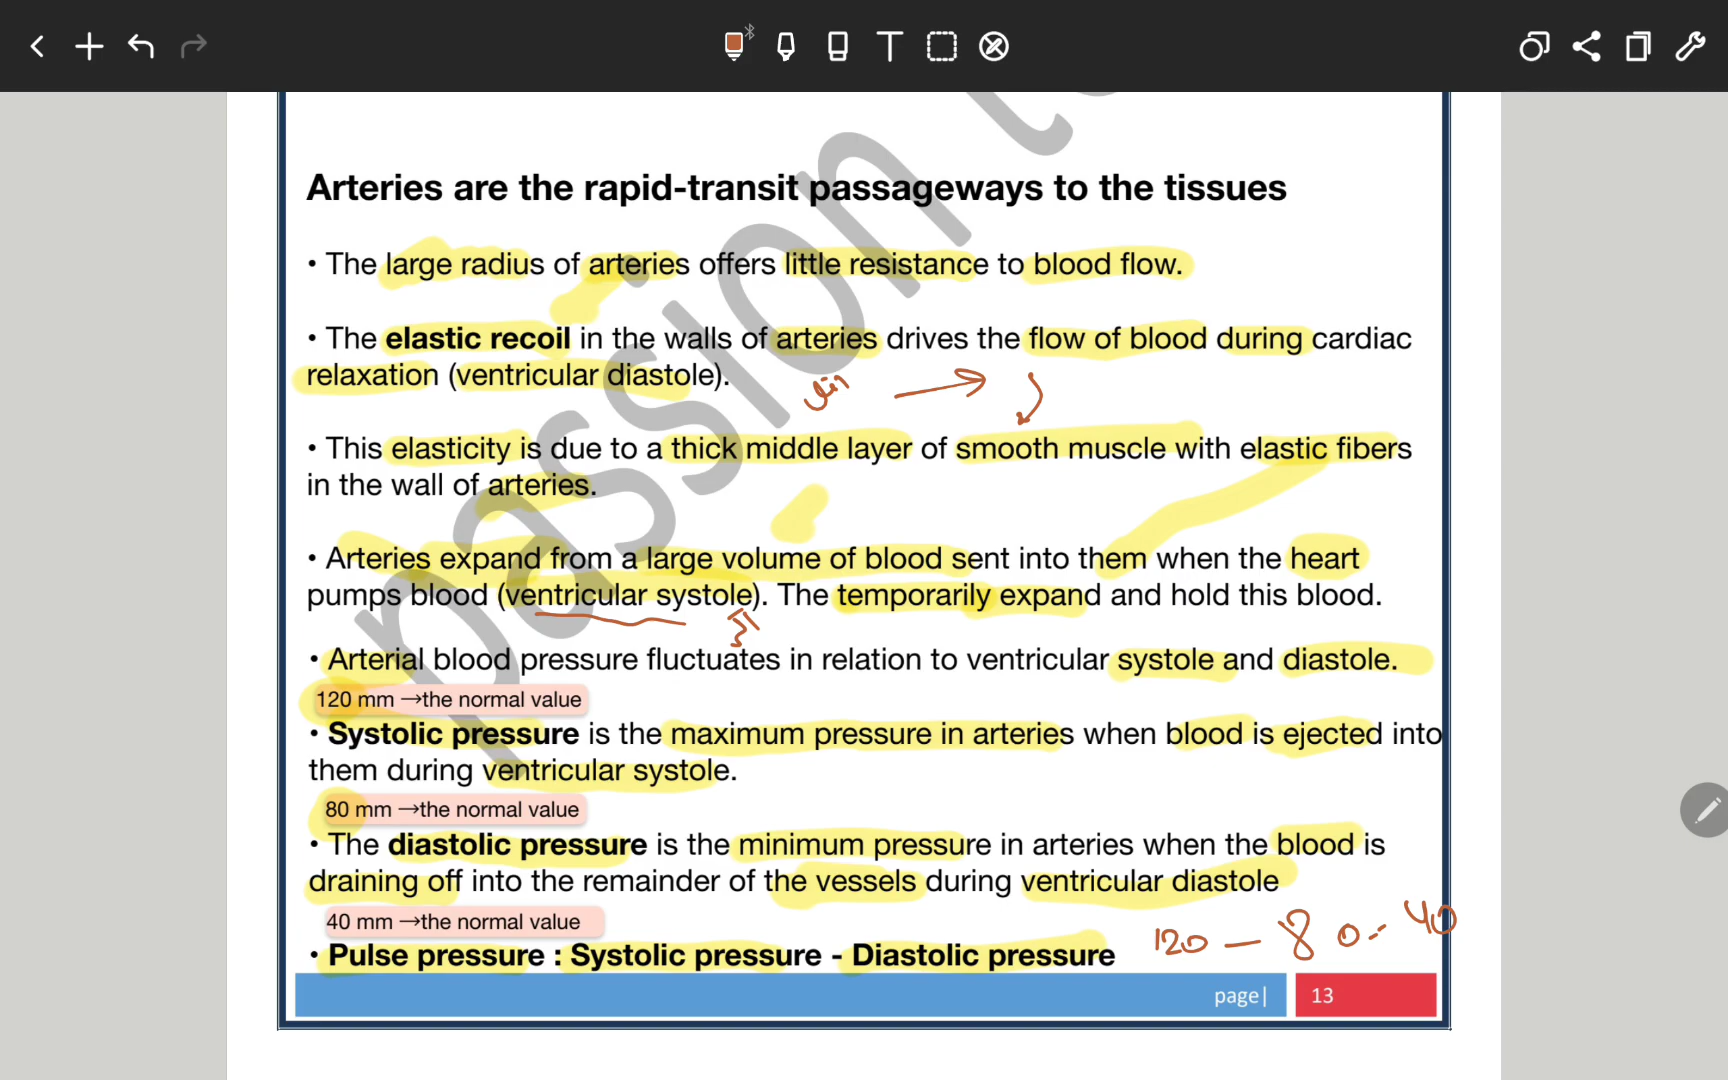 Arteries are the rapid-transit passageways to the tissues
• The large radius of arteries offers little resistance to blood flow.
• The elastic recoil in the walls of arteries drives the flow of blood during cardiac
relaxation (ventricular diastole).
• This elasticity is due to a thick middle layer of smooth muscle with elastic fibers
in the wall of arteries.
• Arteries expand from a large volume of blood sent into them when the heart
pumps blood (ventricular systole). The temporarily expand and hold this blood.
• Arterial blood pressure fluctuates in relation to ventricular systole and diastole.
120 mm →the normal value
• Systolic pressure is the maximum pressure in arteries when blood is ejected into
them during ventricular systole.
80 mm →the normal value
• The diastolic pressure is the minimum pressure in arteries when the blood is
draining off into the remainder of the vessels during ventricular diastole
40 mm →the normal value
• Pulse pressure : Systolic pressure - Diastolic pressure
120 — 80 = 40
page| 13
passion